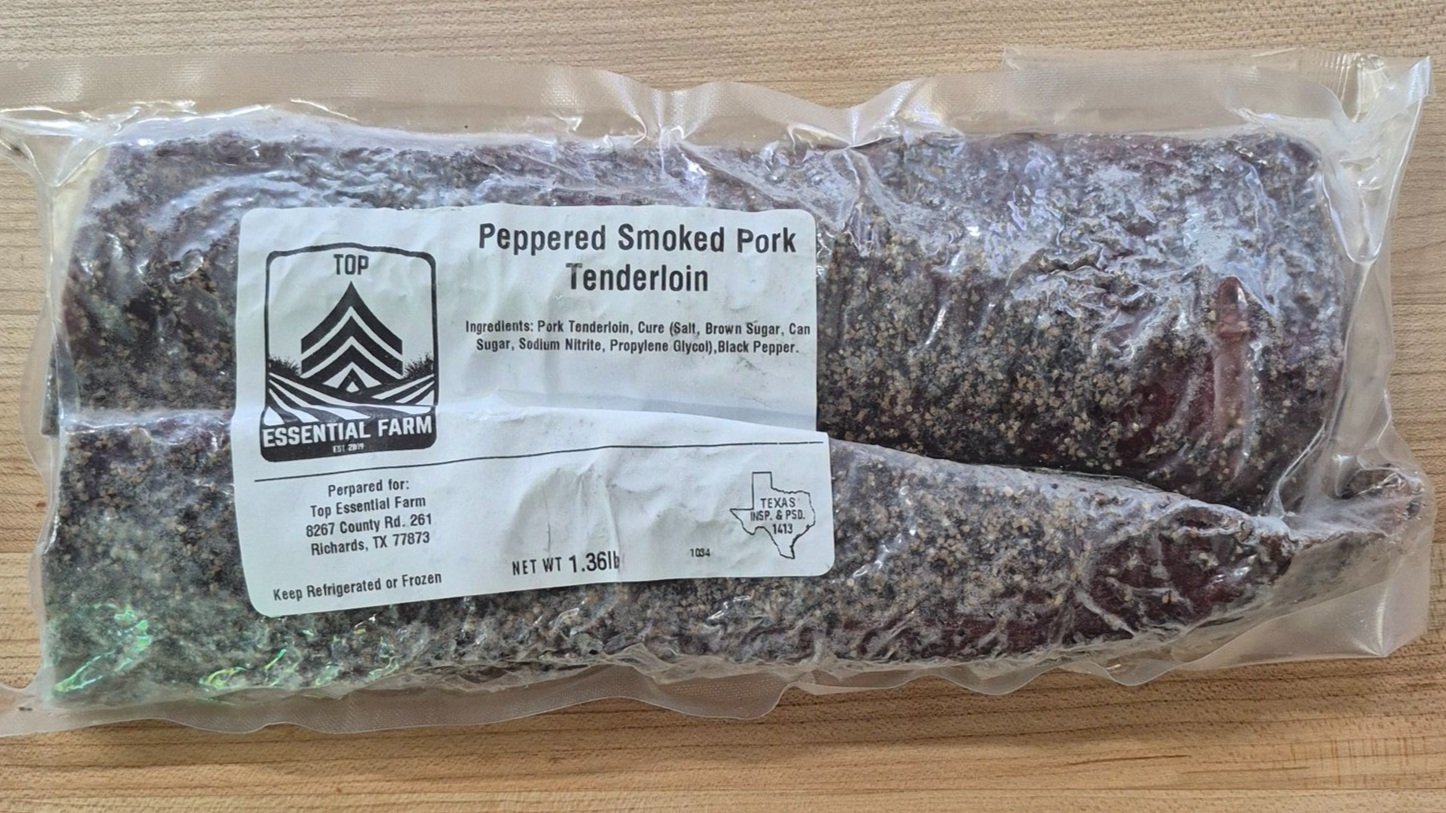 TOP
ESSENTIAL FARM
EST 2019
Peppered Smoked Pork
Tenderloin
Ingredients: Pork Tenderloin, Cure (Salt, Brown Sugar, Can
Sugar, Sodium Nitrite, Propylene Glycol),Black Pepper.
Perpared for:
Top Essential Farm
8267 County Rd. 261
Richards, TX 77873
Keep Refrigerated or Frozen
NET WT 1.36lb
1034
TEXAS
INSP. & PSD.
1413